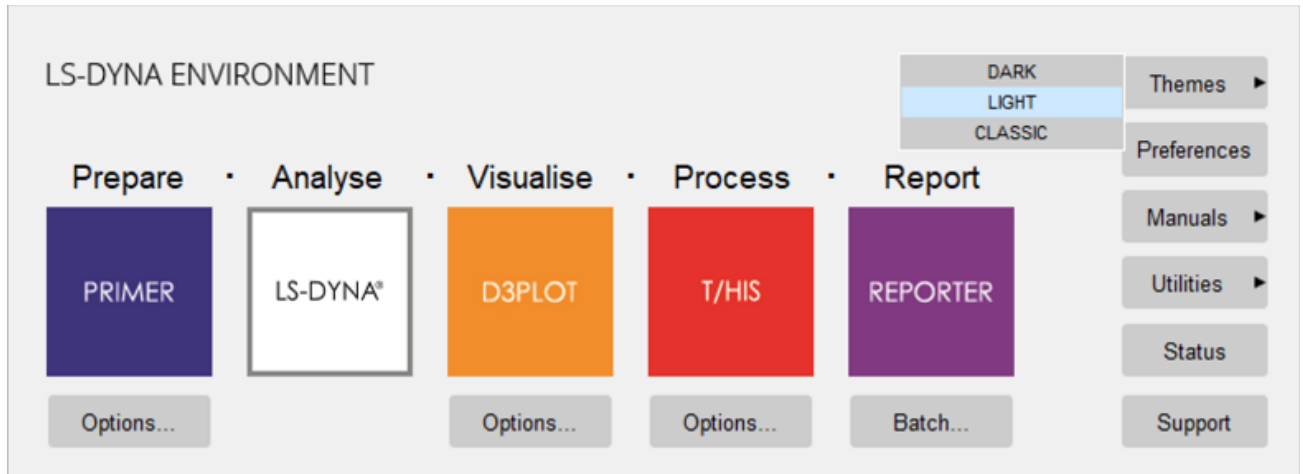 LS-DYNA ENVIRONMENT
DARK
LIGHT
CLASSIC
Themes
Preferences
Manuals
Utilities
Status
Support
Prepare · Analyse · Visualise · Process · Report
PRIMER
LS-DYNA®
D3PLOT
T/HIS
REPORTER
Options...
Options...
Options...
Batch...